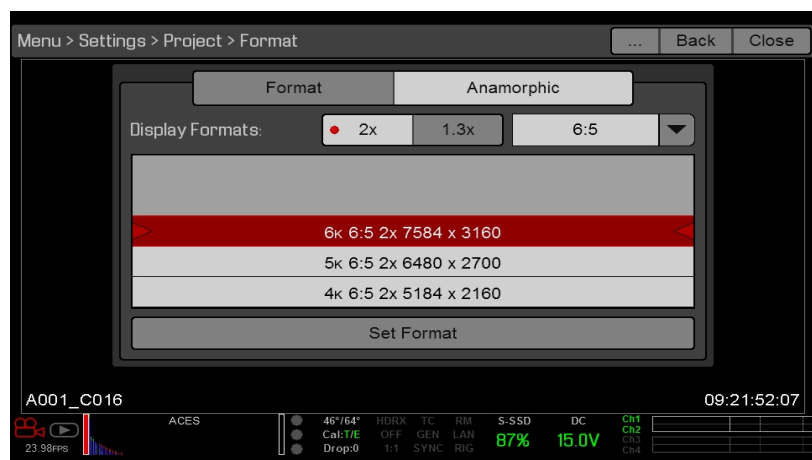 Menu > Settings > Project > Format
... Back Close
Format Anamorphic
Display Formats: 2x 1.3x 6:5
6K 6:5 2x 7584 x 3160
5K 6:5 2x 6480 x 2700
4K 6:5 2x 5184 x 2160
Set Format
A001_C016 09:21:52:07
ACES 46°/64° HDRX TC RM S-SSD DC Ch1
Cal:T/E OFF GEN LAN 87% 15.0V Ch2
23.98FPS Drop:0 1:1 SYNC RIG Ch3
Ch4